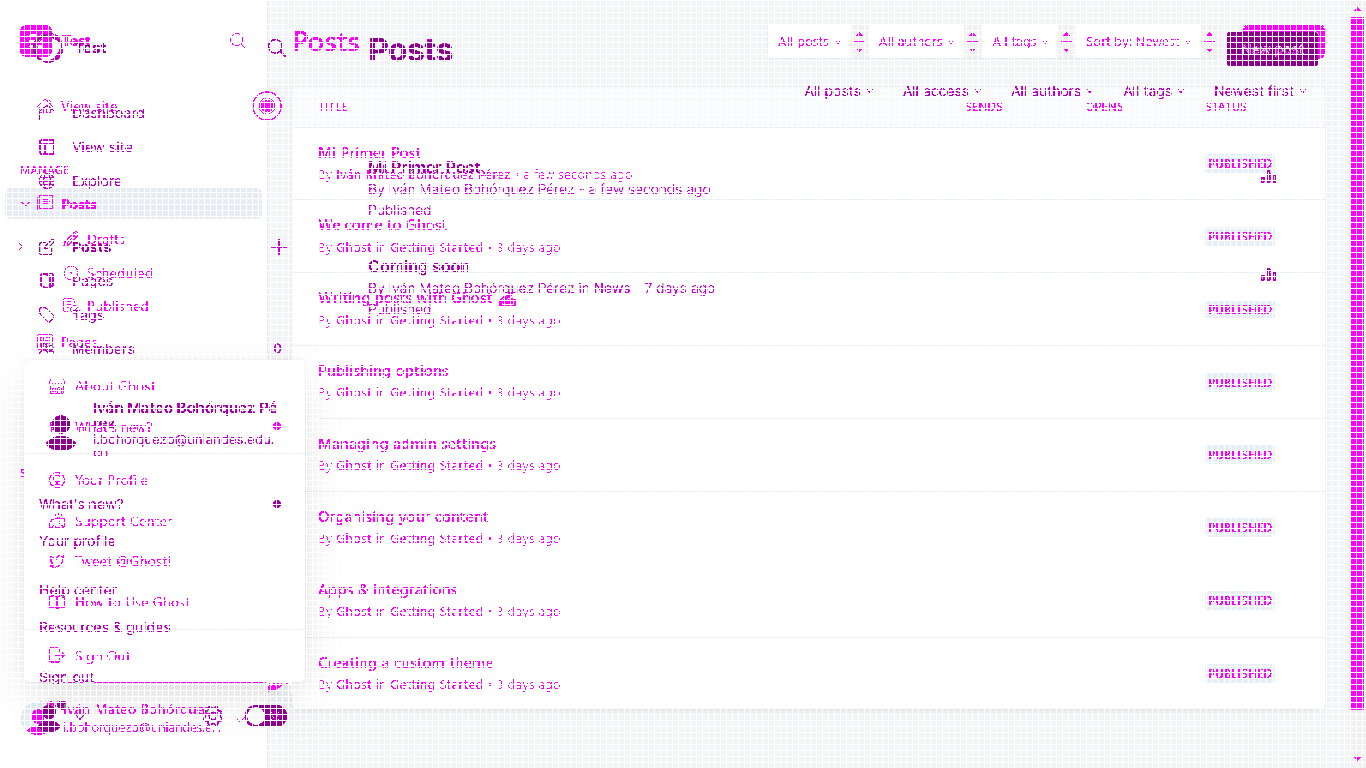 Test
Test
Posts
Posts
All posts
All authors
All tags
Sort by: Newest
View site
Dashboard
All posts
All access
All authors
All tags
Newest first
TITLE
SENDS
OPENS
STATUS
View site
MANAGE
Explore
Posts
Mi Primer Post
PUBLISHED
Mi Primer Post
By Iván Mateo Bohórquez Pérez • a few seconds ago
By Iván Mateo Bohórquez Pérez - a few seconds ago
Published
Drafts
Posts
Welcome to Ghost
PUBLISHED
By Ghost in Getting Started • 3 days ago
Scheduled
Pages
Coming soon
By Iván Mateo Bohórquez Pérez in News - 7 days ago
Published
Tags
Writing posts with Ghost
Published
PUBLISHED
By Ghost in Getting Started • 3 days ago
Pages
Members
0
Publishing options
PUBLISHED
By Ghost in Getting Started • 3 days ago
About Ghost
Iván Mateo Bohórquez Pé
rez
What's new?
i.bohorquezp@uniandes.edu.
co
Managing admin settings
PUBLISHED
By Ghost in Getting Started • 3 days ago
Your Profile
What's new?
Support Center
Your profile
Tweet @Ghost!
Organising your content
PUBLISHED
By Ghost in Getting Started • 3 days ago
Help center
How to Use Ghost
Resources & guides
Apps & integrations
PUBLISHED
By Ghost in Getting Started • 3 days ago
Sign Out
Sign out
Creating a custom theme
PUBLISHED
By Ghost in Getting Started • 3 days ago
Iván Mateo Bohórquez
i.bohorquezp@uniandes.e...